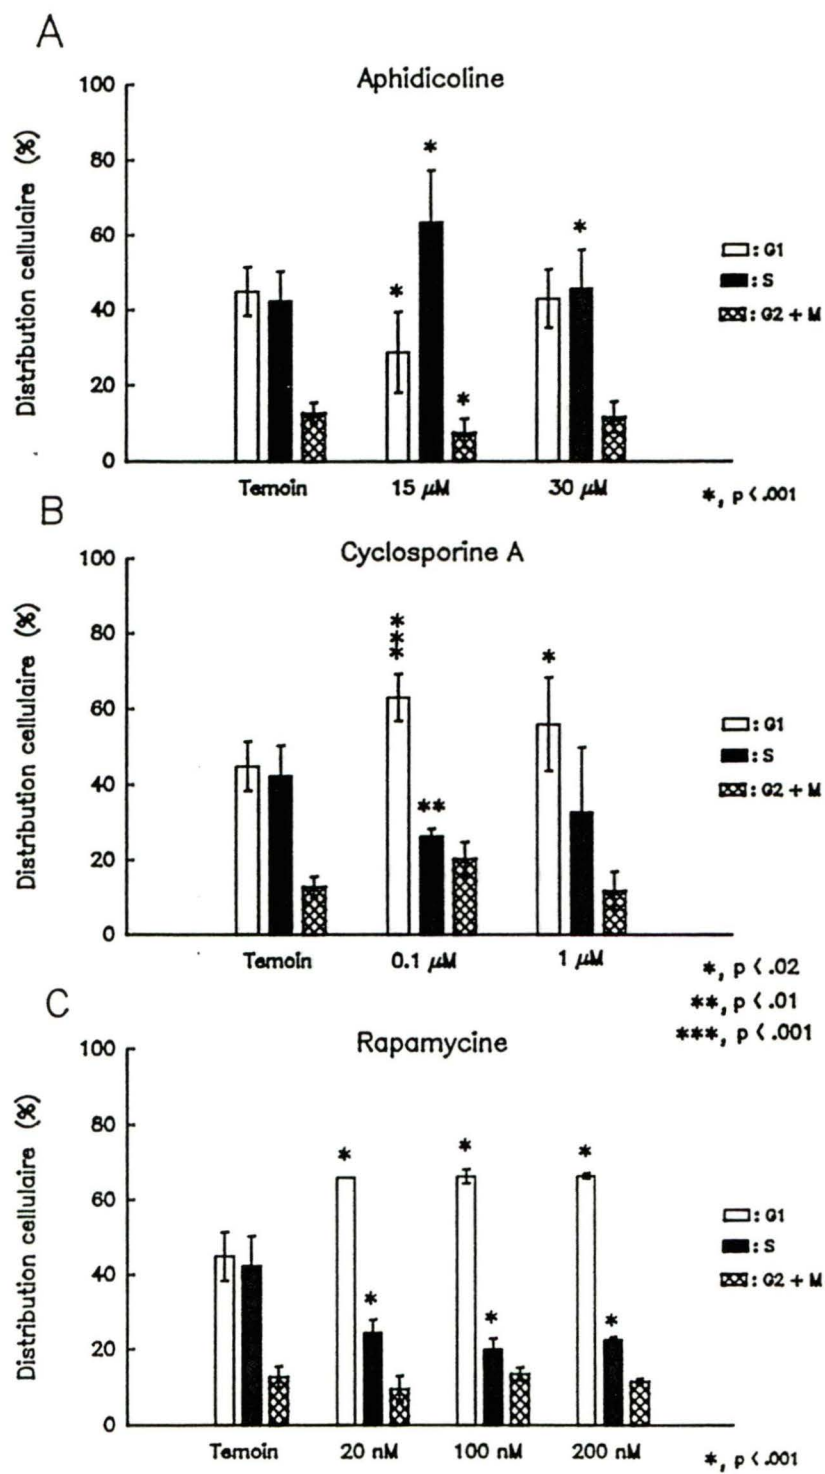 A
Aphidicoline
Distribution cellulaire (%)
100
80
60
40
20
0
*
*
*
*
: G1
: S
: G2 + M
Temoin 15 µM 30 µM
*, p < .001
B
Cyclosporine A
Distribution cellulaire (%)
100
80
60
40
20
0
***
**
*
: G1
: S
: G2 + M
Temoin 0.1 µM 1 µM
*, p < .02
**, p < .01
***, p < .001
C
Rapamycine
Distribution cellulaire (%)
100
80
60
40
20
0
* * *
* * *
: G1
: S
: G2 + M
Temoin 20 nM 100 nM 200 nM
*, p < .001